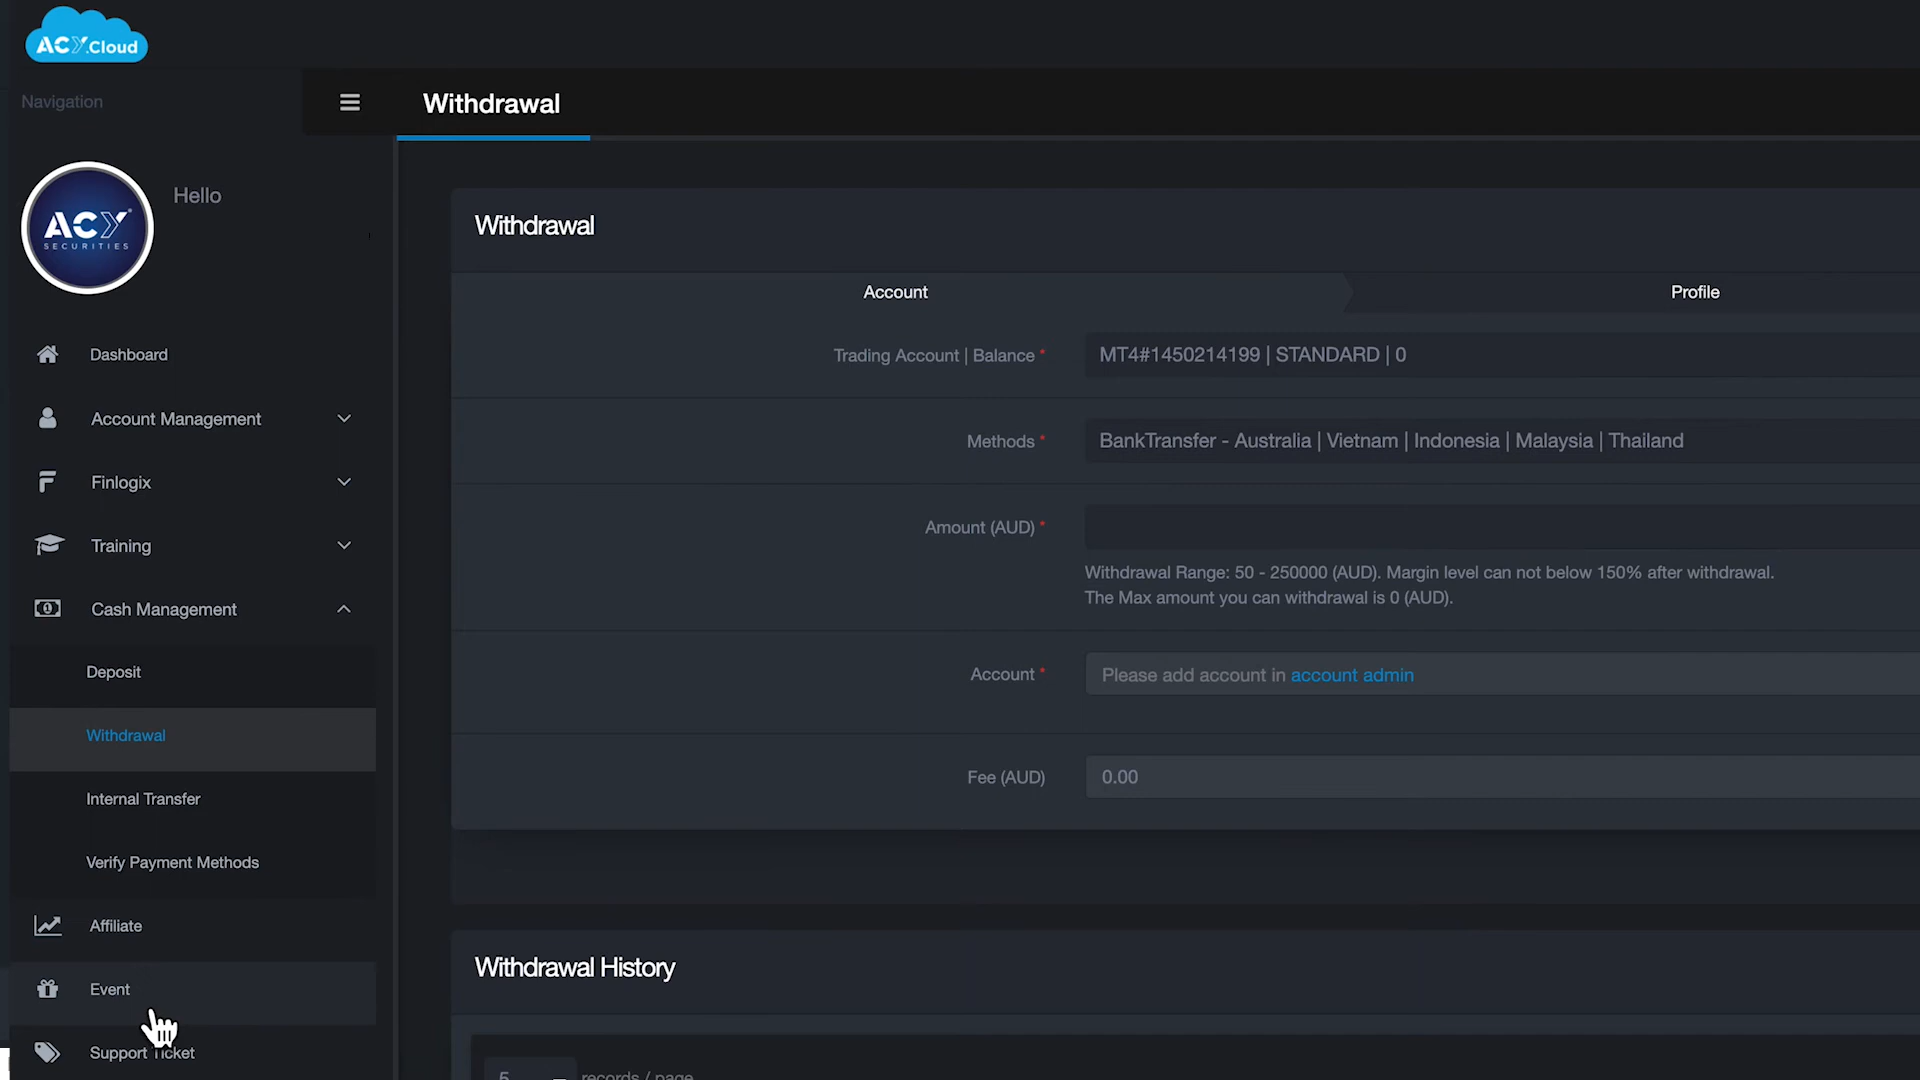 ACY.Cloud
Navigation
Withdrawal
ACY
SECURITIES
Hello
Dashboard
Account Management
Finlogix
Training
Cash Management
Deposit
Withdrawal
Internal Transfer
Verify Payment Methods
Affiliate
Event
Support Ticket
Withdrawal
Account
Profile
Trading Account | Balance *
MT4#1450214199 | STANDARD | 0
Methods *
BankTransfer - Australia | Vietnam | Indonesia | Malaysia | Thailand
Amount (AUD) *
Withdrawal Range: 50 - 250000 (AUD). Margin level can not below 150% after withdrawal.
The Max amount you can withdrawal is 0 (AUD).
Account *
Please add account in account admin
Fee (AUD)
0.00
Withdrawal History
5 records / page